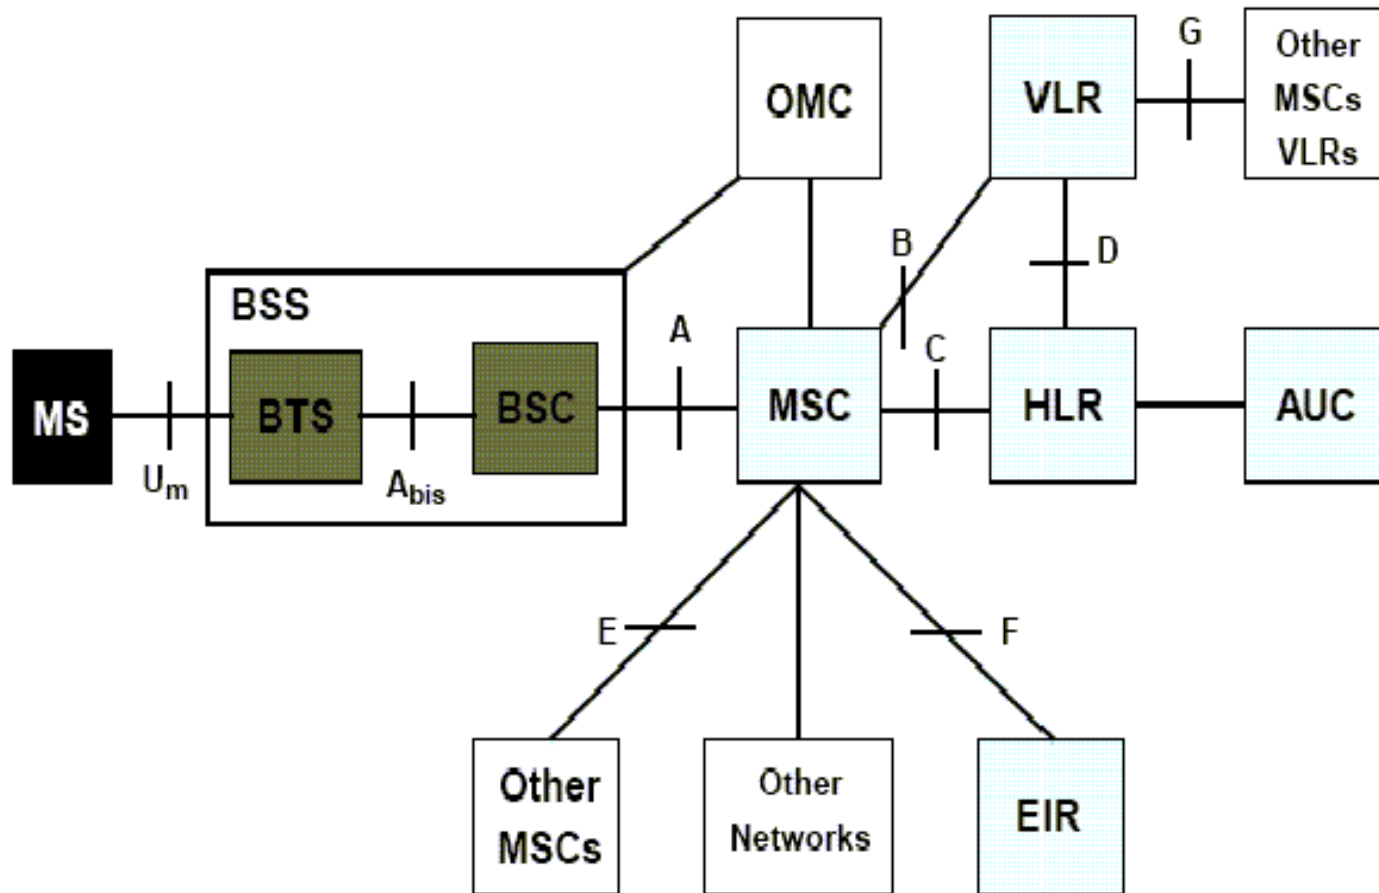 OMC
VLR
G
Other
MSCs
VLRs
B
D
BSS
A
C
MS
BTS
BSC
MSC
HLR
AUC
Um
Abis
E
F
Other
MSCs
Other
Networks
EIR